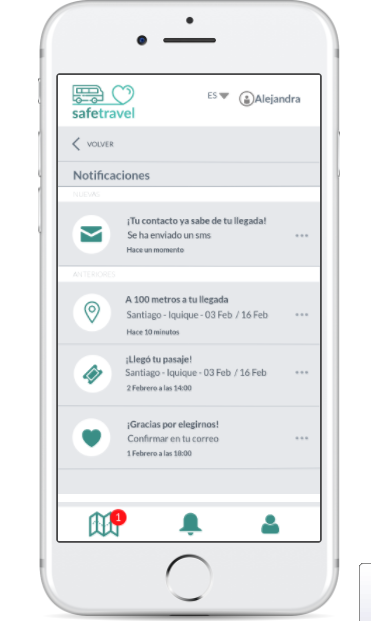 ES
Alejandra
safetravel
VOLVER
Notificaciones
NUEVAS
¡Tu contacto ya sabe de tu llegada!
Se ha enviado un sms
Hace un momento
ANTERIORES
A 100 metros a tu llegada
Santiago - Iquique - 03 Feb / 16 Feb
Hace 10 minutos
¡Llegó tu pasaje!
Santiago - Iquique - 03 Feb / 16 Feb
2 Febrero a las 14:00
¡Gracias por elegirnos!
Confirmar en tu correo
1 Febrero a las 18:00
1